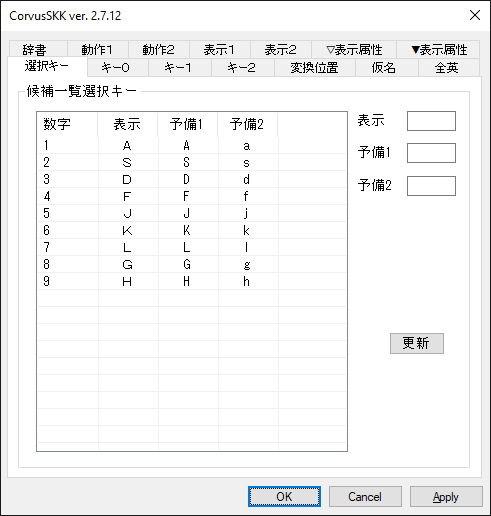 CorvusSKK ver. 2.7.12
辞書 動作1 動作2 表示1 表示2 ▽表示属性 ▼表示属性
選択キー キー0 キー1 キー2 変換位置 仮名 全英
候補一覧選択キー
数字 表示 予備1 予備2
1 Ａ A a
2 Ｓ S s
3 Ｄ D d
4 Ｆ F f
5 Ｊ J j
6 Ｋ K k
7 Ｌ L l
8 Ｇ G g
9 Ｈ H h
表示
予備1
予備2
更新
OK Cancel Apply